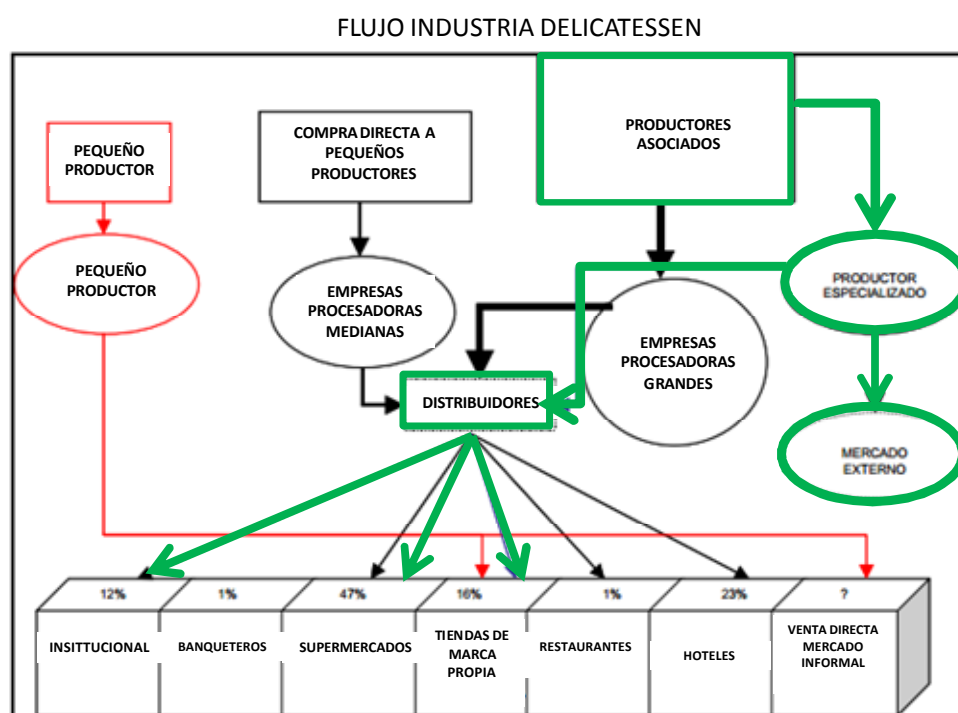 FLUJO INDUSTRIA DELICATESSEN
PEQUEÑO
PRODUCTOR
COMPRA DIRECTA A
PEQUEÑOS
PRODUCTORES
PRODUCTORES
ASOCIADOS
PEQUEÑO
PRODUCTOR
EMPRESAS
PROCESADORAS
MEDIANAS
EMPRESAS
PROCESADORAS
GRANDES
PRODUCTOR
ESPECIALIZADO
DISTRIBUIDORES
MERCADO
EXTERNO
12% 1% 47% 16% 1% 23% ?
INSITTUCIONAL
BANQUETEROS
SUPERMERCADOS
TIENDAS DE
MARCA
PROPIA
RESTAURANTES
HOTELES
VENTA DIRECTA
MERCADO
INFORMAL